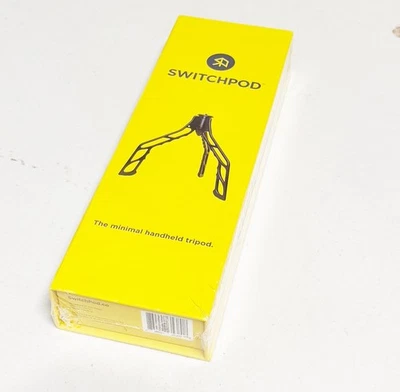 SWITCHPOD
The minimal handheld tripod.